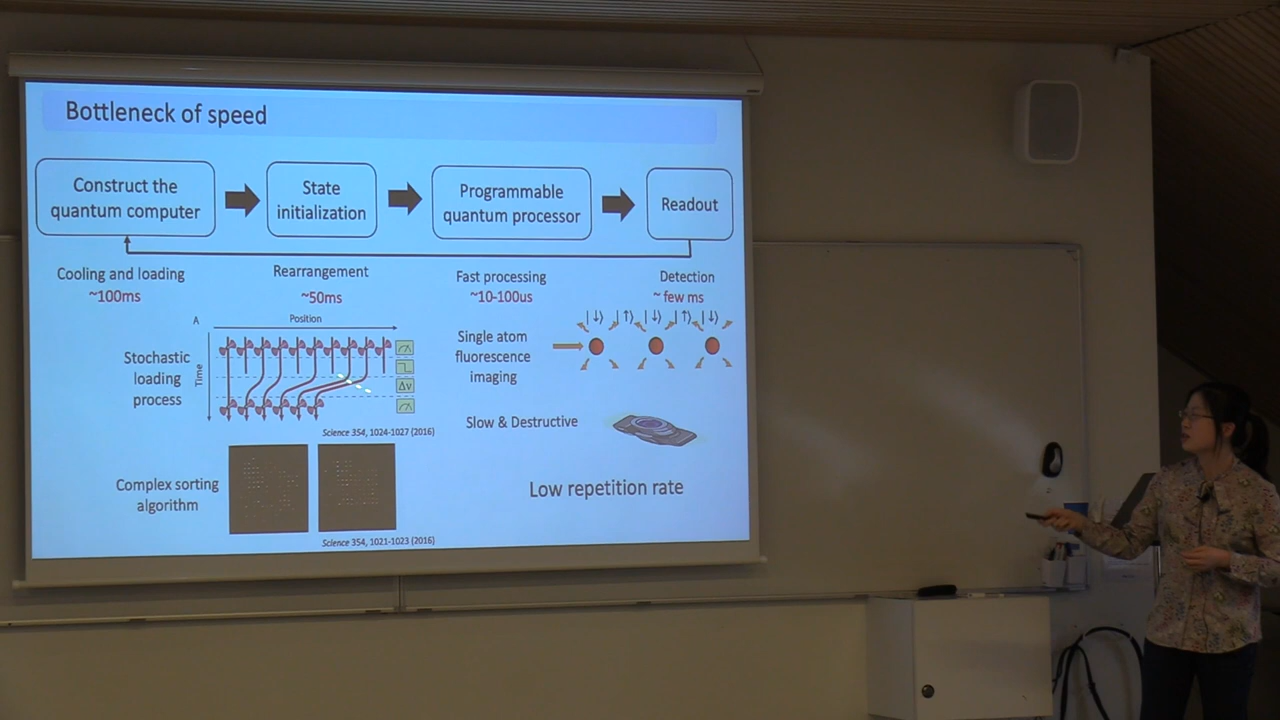 Bottleneck of speed
Construct the
quantum computer
State
initialization
Programmable
quantum processor
Readout
Cooling and loading
~100ms
Rearrangement
~50ms
Fast processing
~10-100us
Detection
~ few ms
A
Position
Time
Δv
Stochastic
loading
process
Science 354, 1024-1027 (2016)
Single atom
fluorescence
imaging
|↓⟩ |↑⟩ |↓⟩ |↑⟩ |↓⟩
Slow & Destructive
Complex sorting
algorithm
Science 354, 1021-1023 (2016)
Low repetition rate